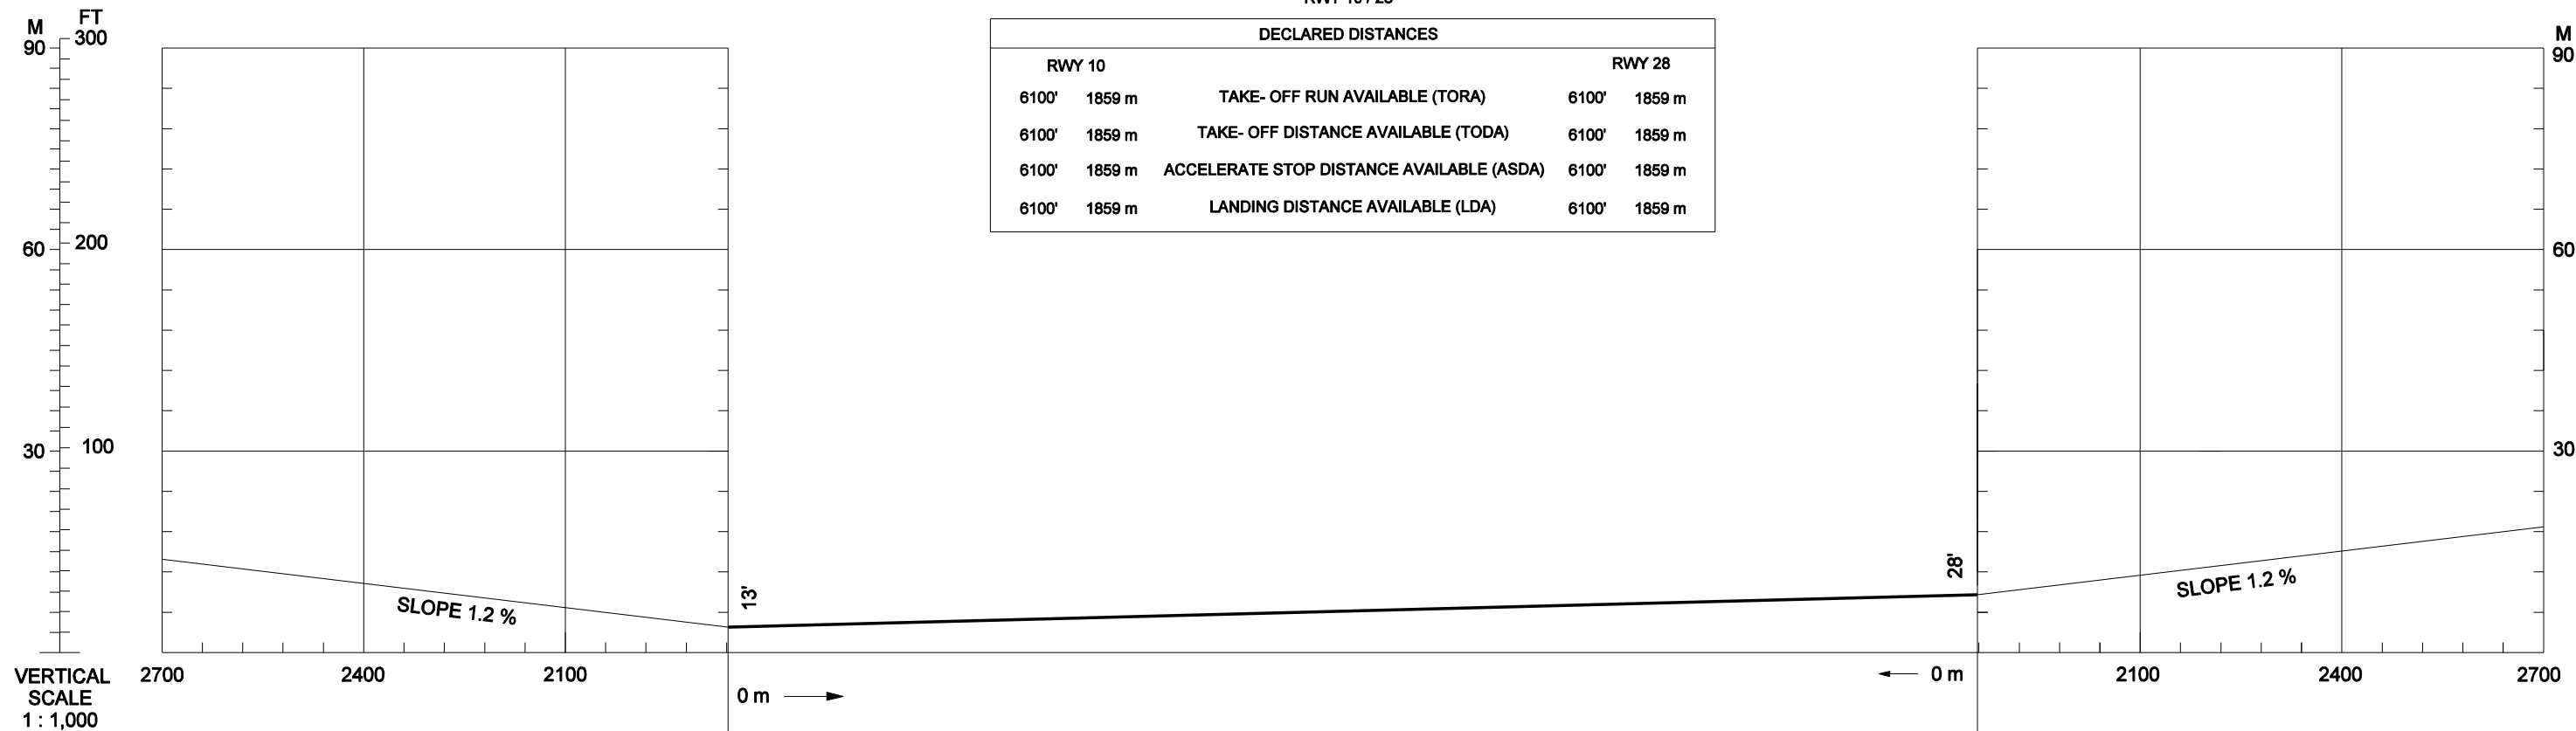 M
FT
90
300
60
200
30
100
VERTICAL
SCALE
1 : 1,000
DECLARED DISTANCES
RWY 10
RWY 28
6100' 1859 m TAKE- OFF RUN AVAILABLE (TORA) 6100' 1859 m
6100' 1859 m TAKE- OFF DISTANCE AVAILABLE (TODA) 6100' 1859 m
6100' 1859 m ACCELERATE STOP DISTANCE AVAILABLE (ASDA) 6100' 1859 m
6100' 1859 m LANDING DISTANCE AVAILABLE (LDA) 6100' 1859 m
SLOPE 1.2 %
13'
28'
SLOPE 1.2 %
2700
2400
2100
0 m
0 m
2100
2400
2700
M
90
60
30